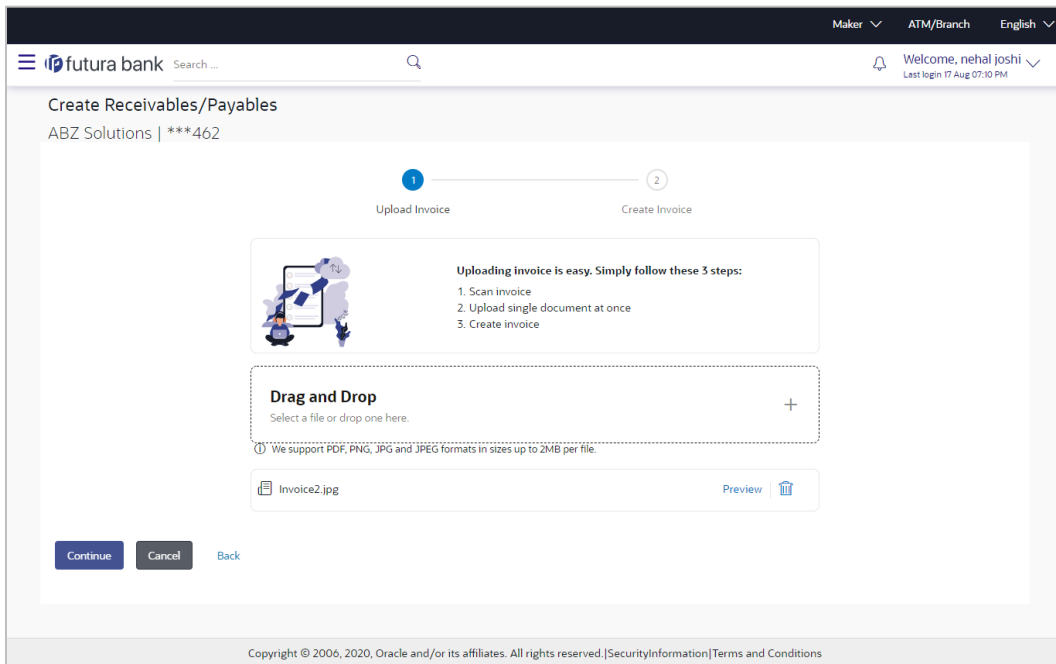 Maker ATM/Branch English
futura bank Search ... Welcome, nehal joshi
Last login 17 Aug 07:10 PM
Create Receivables/Payables
ABZ Solutions | ***462
1 2
Upload Invoice Create Invoice
Uploading invoice is easy. Simply follow these 3 steps:
1. Scan invoice
2. Upload single document at once
3. Create invoice
Drag and Drop
Select a file or drop one here.
We support PDF, PNG, JPG and JPEG formats in sizes up to 2MB per file.
Invoice2.jpg Preview
Continue Cancel Back
Copyright © 2006, 2020, Oracle and/or its affiliates. All rights reserved.|SecurityInformation|Terms and Conditions